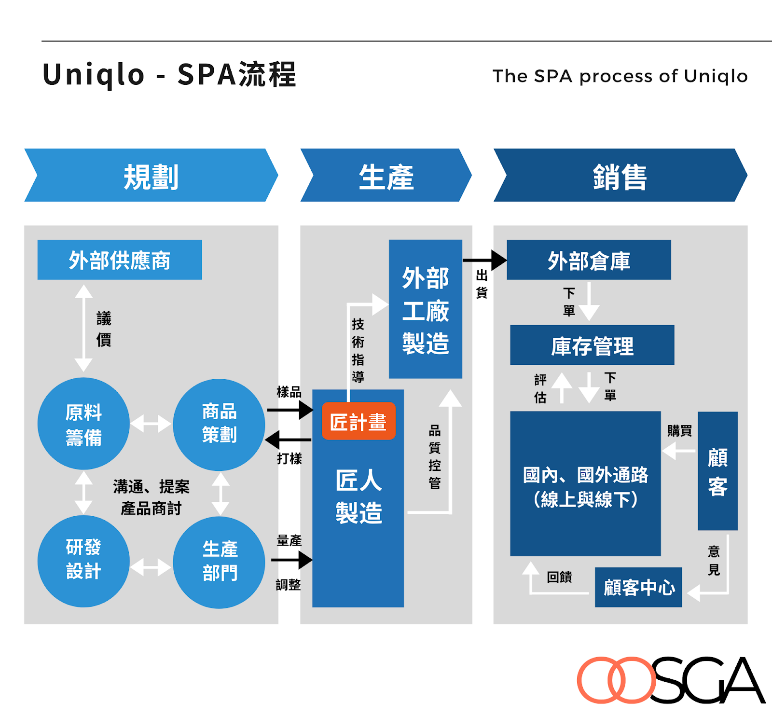 Uniqlo - SPA流程
The SPA process of Uniqlo
規劃
生產
銷售
外部供應商
議
價
原料
籌備
商品
策劃
溝通、提案
產品商討
研發
設計
生產
部門
樣品
打樣
量產
調整
外部
工廠
製造
技
術
指
導
匠計畫
匠人
製造
品
質
控
管
出
貨
外部倉庫
下
單
庫存管理
評
估
下
單
國內、國外通路
（線上與線下）
購買
顧
客
意
見
顧客中心
回饋
OOSGA